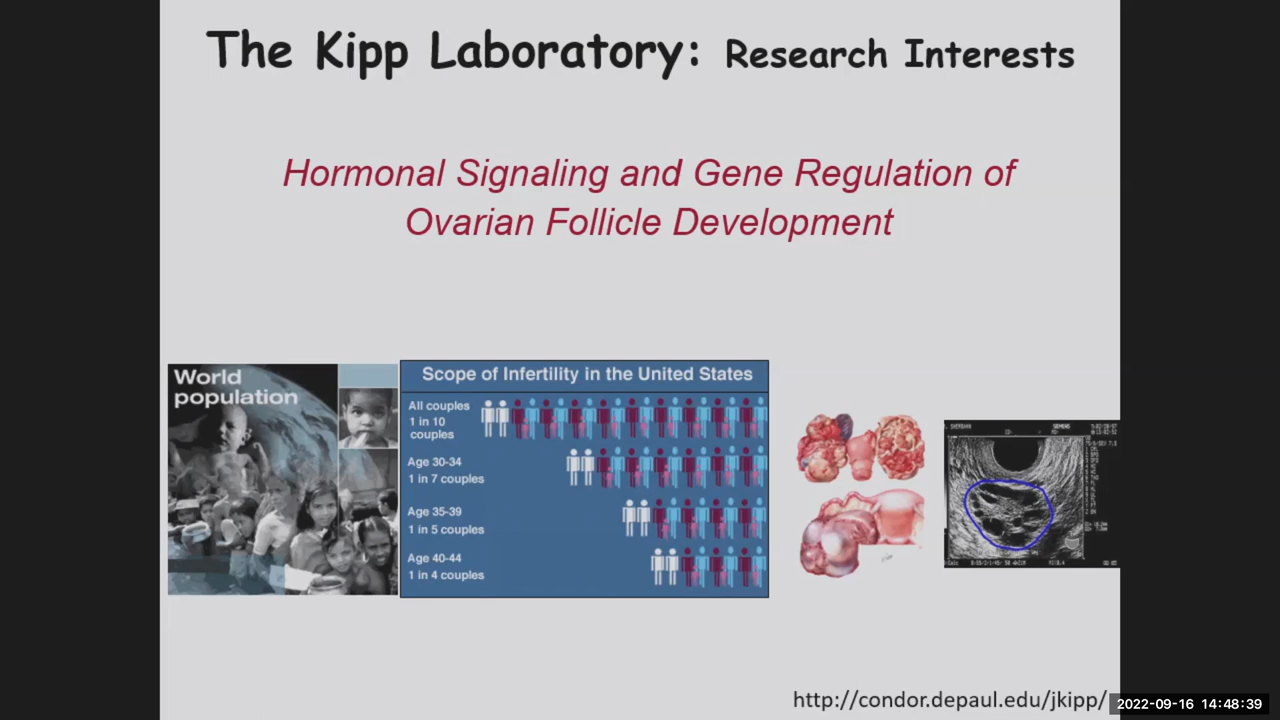 The Kipp Laboratory: Research Interests
Hormonal Signaling and Gene Regulation of
Ovarian Follicle Development
World
population
Scope of Infertility in the United States
All couples
1 in 10
couples
Age 30-34
1 in 7 couples
Age 35-39
1 in 5 couples
Age 40-44
1 in 4 couples
SIEMENS
http://condor.depaul.edu/jkipp/
2022-09-16 14:48:39